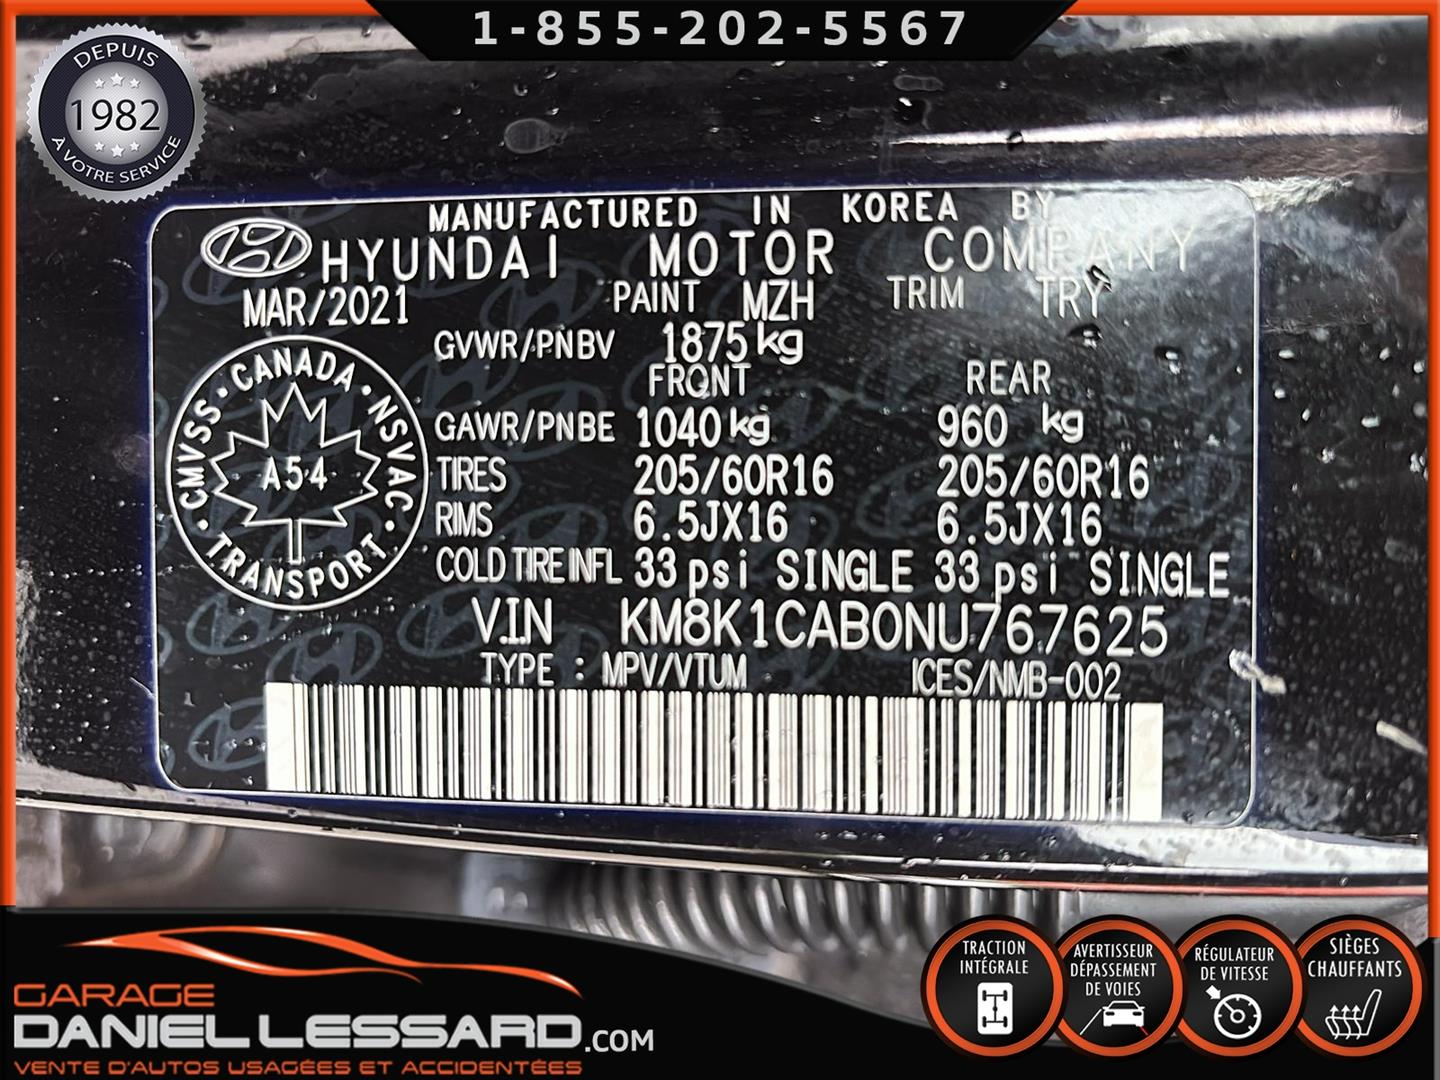 1-855-202-5567
DEPUIS
1982
À VOTRE SERVICE
MANUFACTURED IN KOREA BY
HYUNDAI MOTOR COMPANY
MAR/2021 PAINT MZH TRIM TRY
GVWR/PNBV 1875 kg
FRONT REAR
GAWR/PNBE 1040 kg 960 kg
TIRES 205/60R16 205/60R16
RIMS 6.5JX16 6.5JX16
COLD TIRE INFL 33 psi SINGLE 33 psi SINGLE
VIN KM8K1CAB0NU767625
TYPE : MPV/VTUM ICES/NMB-002
CANADA • NSVAC • TRANSPORT • CMVSS •
A54
GARAGE
DANIEL LESSARD.COM
VENTE D'AUTOS USAGÉES ET ACCIDENTÉES
TRACTION
INTÉGRALE
AVERTISSEUR
DÉPASSEMENT
DE VOIES
RÉGULATEUR
DE VITESSE
SIÈGES
CHAUFFANTS